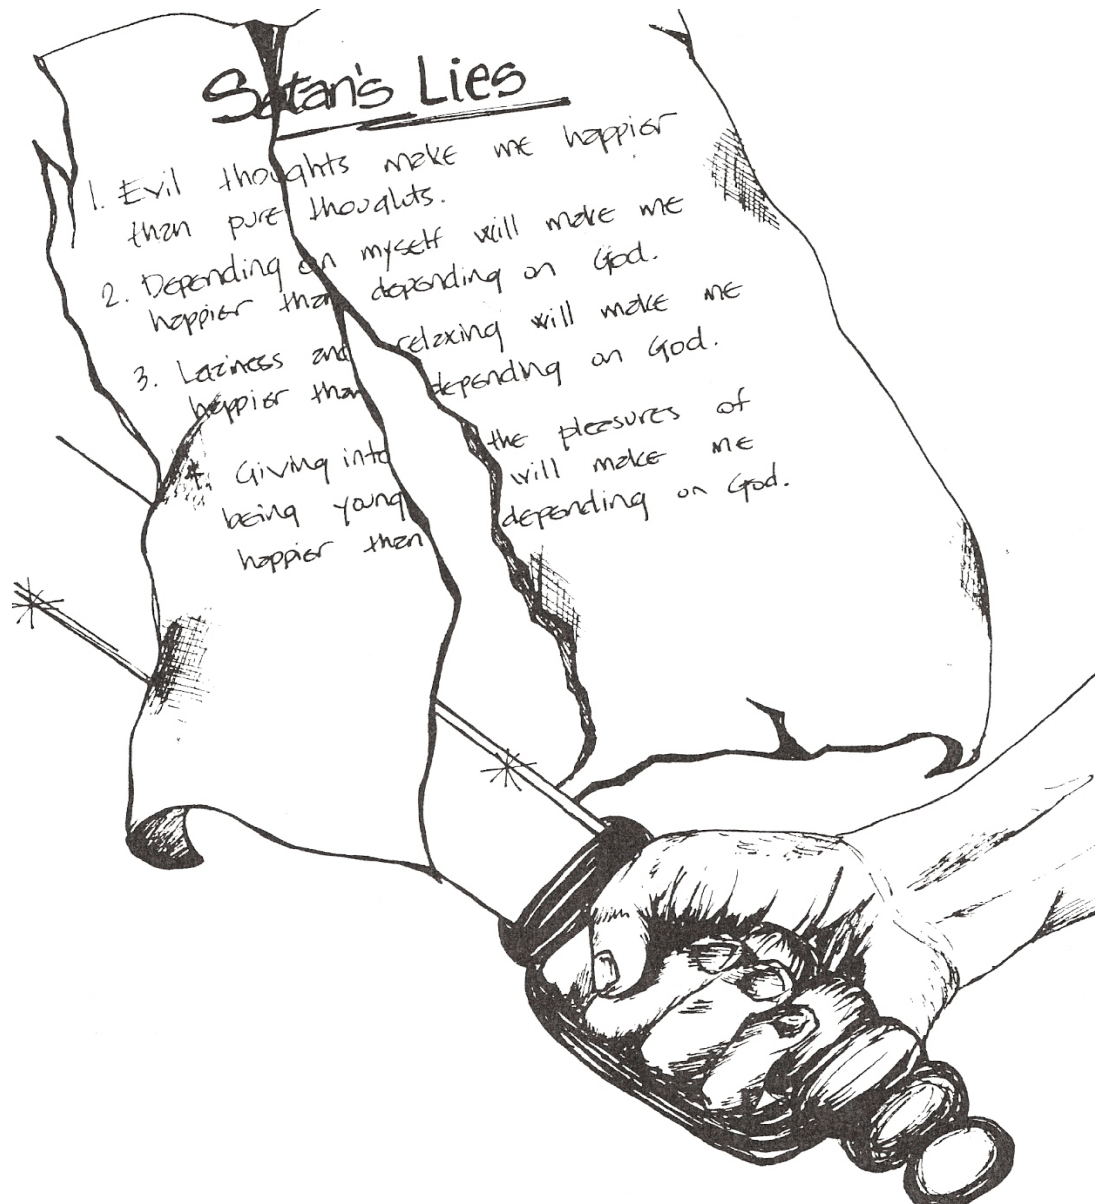 Satan's Lies
1. Evil thoughts make me happier
than pure thoughts.
2. Depending on myself will make me
happier than depending on God.
3. Laziness and relaxing will make me
happier than depending on God.
4. Giving into the pleasures of
being young will make me
happier than depending on God.